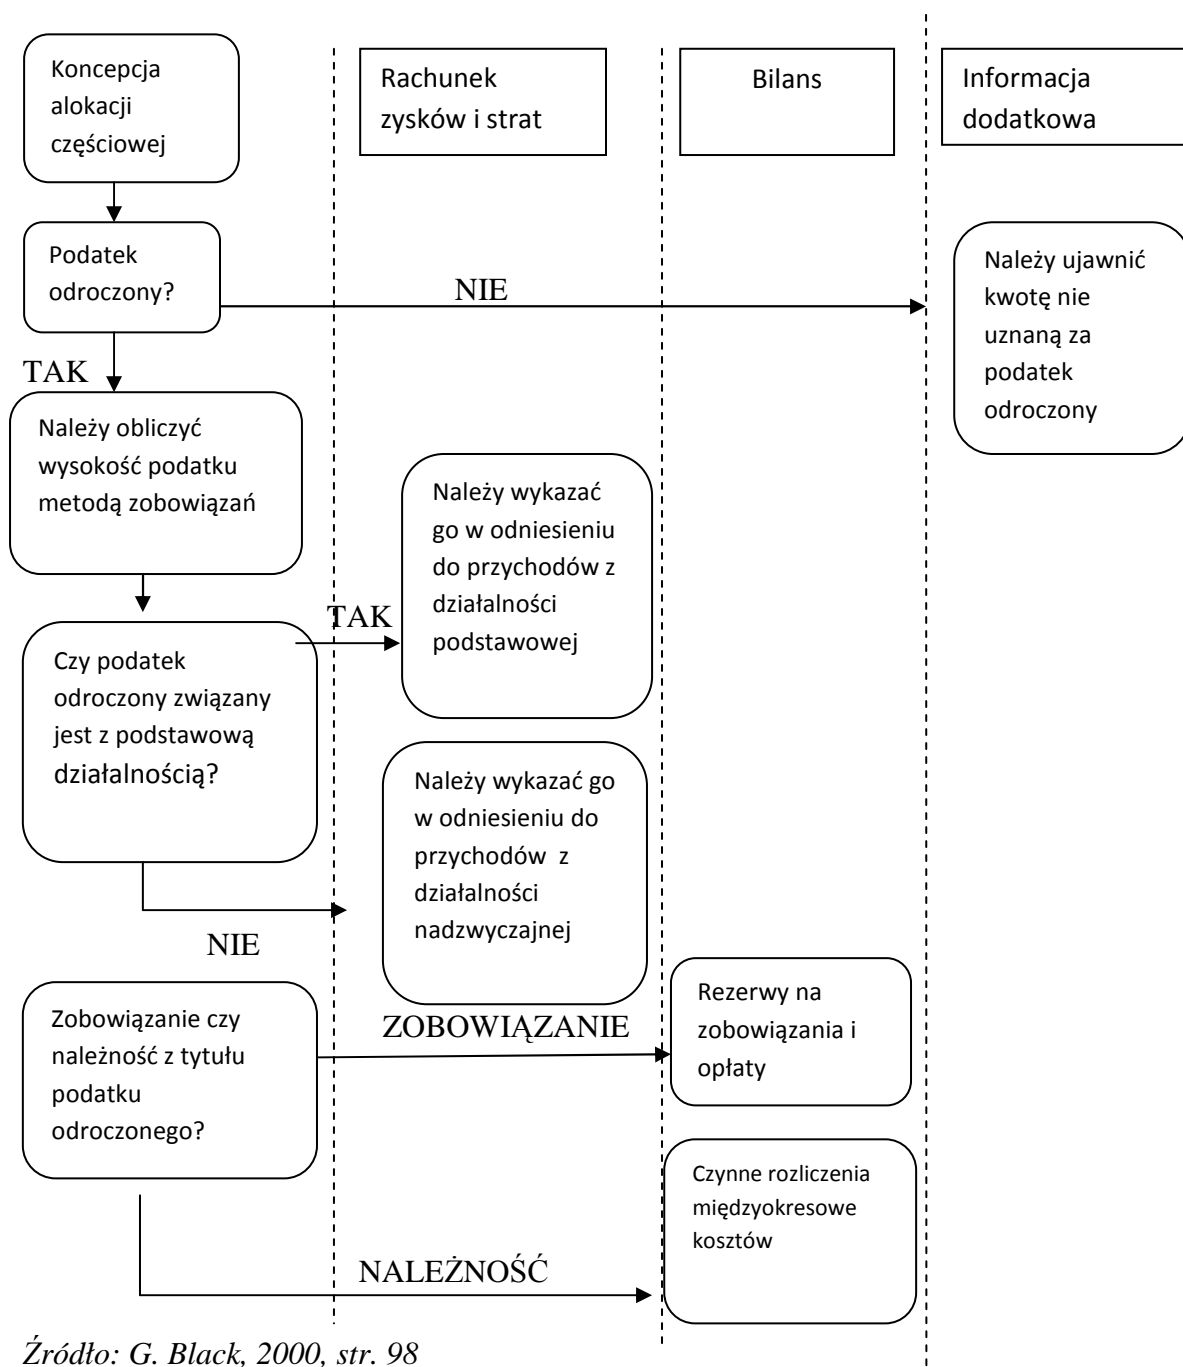 Koncepcja
alokacji
częściowej
Rachunek
zysków i strat
Bilans
Informacja
dodatkowa
Podatek
odroczony?
NIE
Należy ujawnić
kwotę nie
uznaną za
podatek
odroczony
TAK
Należy obliczyć
wysokość podatku
metodą zobowiązań
Należy wykazać
go w odniesieniu
do przychodów z
działalności
podstawowej
TAK
Czy podatek
odroczony związany
jest z podstawową
działalnością?
Należy wykazać go
w odniesieniu do
przychodów z
działalności
nadzwyczajnej
NIE
Zobowiązanie czy
należność z tytułu
podatku
odroczonego?
ZOBOWIĄZANIE
Rezerwy na
zobowiązania i
opłaty
Czynne rozliczenia
międzyokresowe
kosztów
NALEŻNOŚĆ
Źródło: G. Black, 2000, str. 98